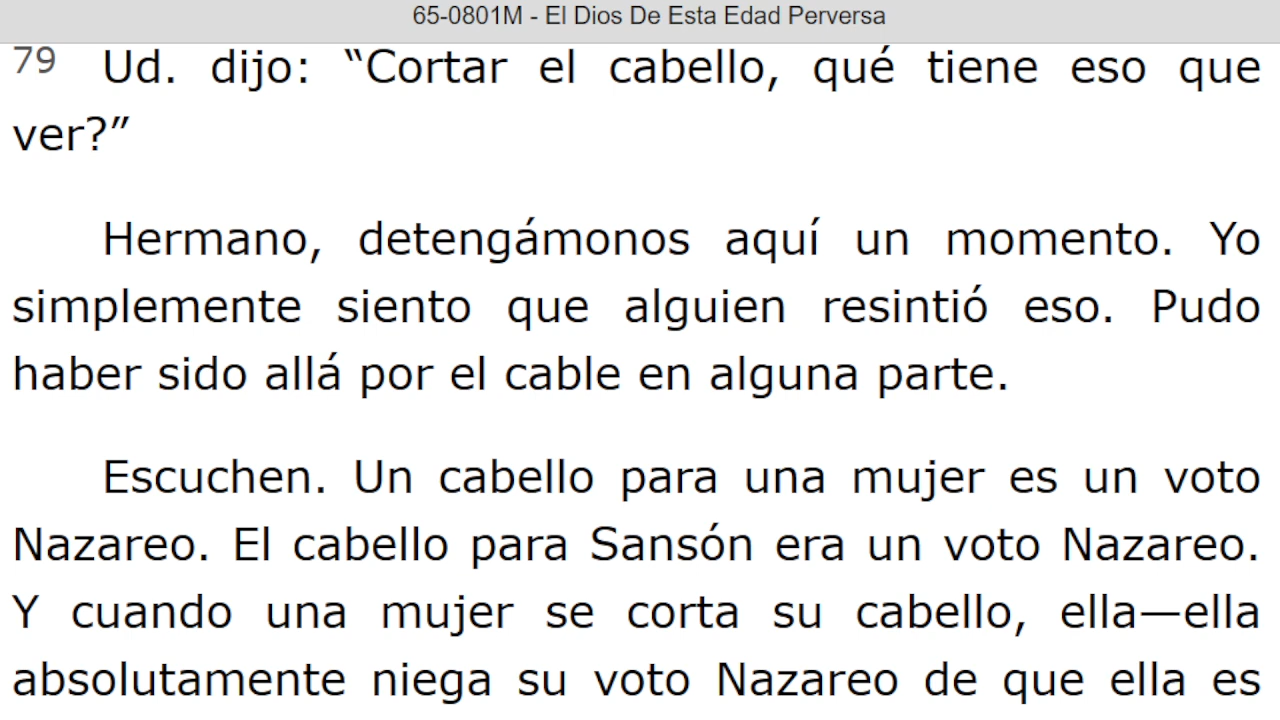 65-0801M - El Dios De Esta Edad Perversa
79 Ud. dijo: “Cortar el cabello, qué tiene eso que
ver?”
Hermano, detengámonos aquí un momento. Yo
simplemente siento que alguien resintió eso. Pudo
haber sido allá por el cable en alguna parte.
Escuchen. Un cabello para una mujer es un voto
Nazareo. El cabello para Sansón era un voto Nazareo.
Y cuando una mujer se corta su cabello, ella—ella
absolutamente niega su voto Nazareo de que ella es